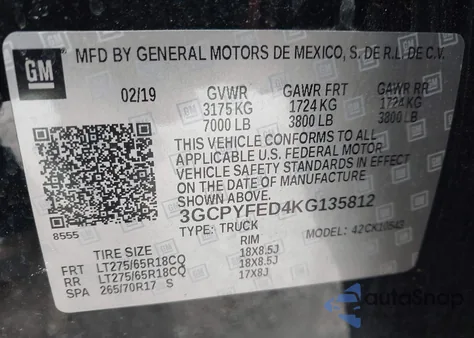 GM
MFD BY GENERAL MOTORS DE MEXICO, S. DE R.L. DE C.V.
02/19 GVWR GAWR FRT GAWR RR
3175 KG 1724 KG 1724 KG
7000 LB 3800 LB 3800 LB
THIS VEHICLE CONFORMS TO ALL
APPLICABLE U.S. FEDERAL MOTOR
VEHICLE SAFETY STANDARDS IN EFFECT
ON THE DATE OF MANUFACTURE
SHOWN ABOVE.
3GCPYFED4KG135812
8555 TYPE: TRUCK MODEL: 42CK10543
TIRE SIZE RIM
FRT LT275/65R18CQ 18X8.5J
RR LT275/65R18CQ 18X8.5J
SPA 265/70R17 S 17X8J
autoSnap